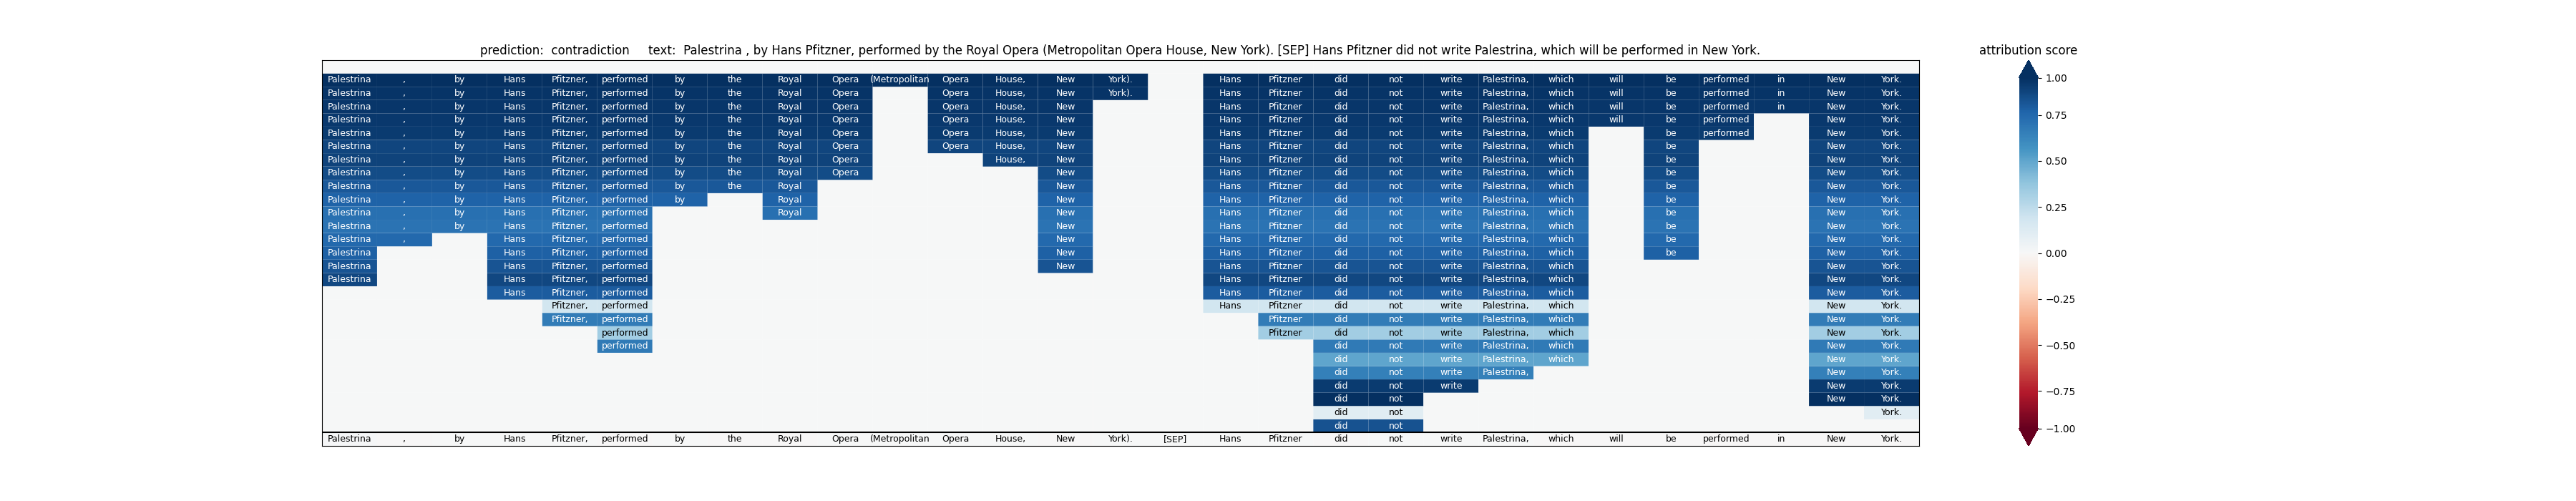 prediction: contradiction text: Palestrina , by Hans Pfitzner, performed by the Royal Opera (Metropolitan Opera House, New York). [SEP] Hans Pfitzner did not write Palestrina, which will be performed in New York.
attribution score
Palestrina , by Hans Pfitzner, performed by the Royal Opera (Metropolitan Opera House, New York). Hans Pfitzner did not write Palestrina, which will be performed in New York.
Palestrina , by Hans Pfitzner, performed by the Royal Opera Opera House, New York). Hans Pfitzner did not write Palestrina, which will be performed in New York.
Palestrina , by Hans Pfitzner, performed by the Royal Opera Opera House, New Hans Pfitzner did not write Palestrina, which will be performed in New York.
Palestrina , by Hans Pfitzner, performed by the Royal Opera Opera House, New Hans Pfitzner did not write Palestrina, which will be performed New York.
Palestrina , by Hans Pfitzner, performed by the Royal Opera Opera House, New Hans Pfitzner did not write Palestrina, which be performed New York.
Palestrina , by Hans Pfitzner, performed by the Royal Opera Opera House, New Hans Pfitzner did not write Palestrina, which be New York.
Palestrina , by Hans Pfitzner, performed by the Royal Opera House, New Hans Pfitzner did not write Palestrina, which be New York.
Palestrina , by Hans Pfitzner, performed by the Royal Opera New Hans Pfitzner did not write Palestrina, which be New York.
Palestrina , by Hans Pfitzner, performed by the Royal New Hans Pfitzner did not write Palestrina, which be New York.
Palestrina , by Hans Pfitzner, performed by Royal New Hans Pfitzner did not write Palestrina, which be New York.
Palestrina , by Hans Pfitzner, performed Royal New Hans Pfitzner did not write Palestrina, which be New York.
Palestrina , by Hans Pfitzner, performed New Hans Pfitzner did not write Palestrina, which be New York.
Palestrina , Hans Pfitzner, performed New Hans Pfitzner did not write Palestrina, which be New York.
Palestrina Hans Pfitzner, performed New Hans Pfitzner did not write Palestrina, which be New York.
Palestrina Hans Pfitzner, performed New Hans Pfitzner did not write Palestrina, which New York.
Palestrina Hans Pfitzner, performed Hans Pfitzner did not write Palestrina, which New York.
Hans Pfitzner, performed Hans Pfitzner did not write Palestrina, which New York.
Pfitzner, performed Hans Pfitzner did not write Palestrina, which New York.
Pfitzner, performed Pfitzner did not write Palestrina, which New York.
performed Pfitzner did not write Palestrina, which New York.
performed did not write Palestrina, which New York.
did not write Palestrina, which New York.
did not write Palestrina, New York.
did not write New York.
did not New York.
did not York.
did not
Palestrina , by Hans Pfitzner, performed by the Royal Opera (Metropolitan Opera House, New York). [SEP] Hans Pfitzner did not write Palestrina, which will be performed in New York.
1.00
0.75
0.50
0.25
0.00
−0.25
−0.50
−0.75
−1.00